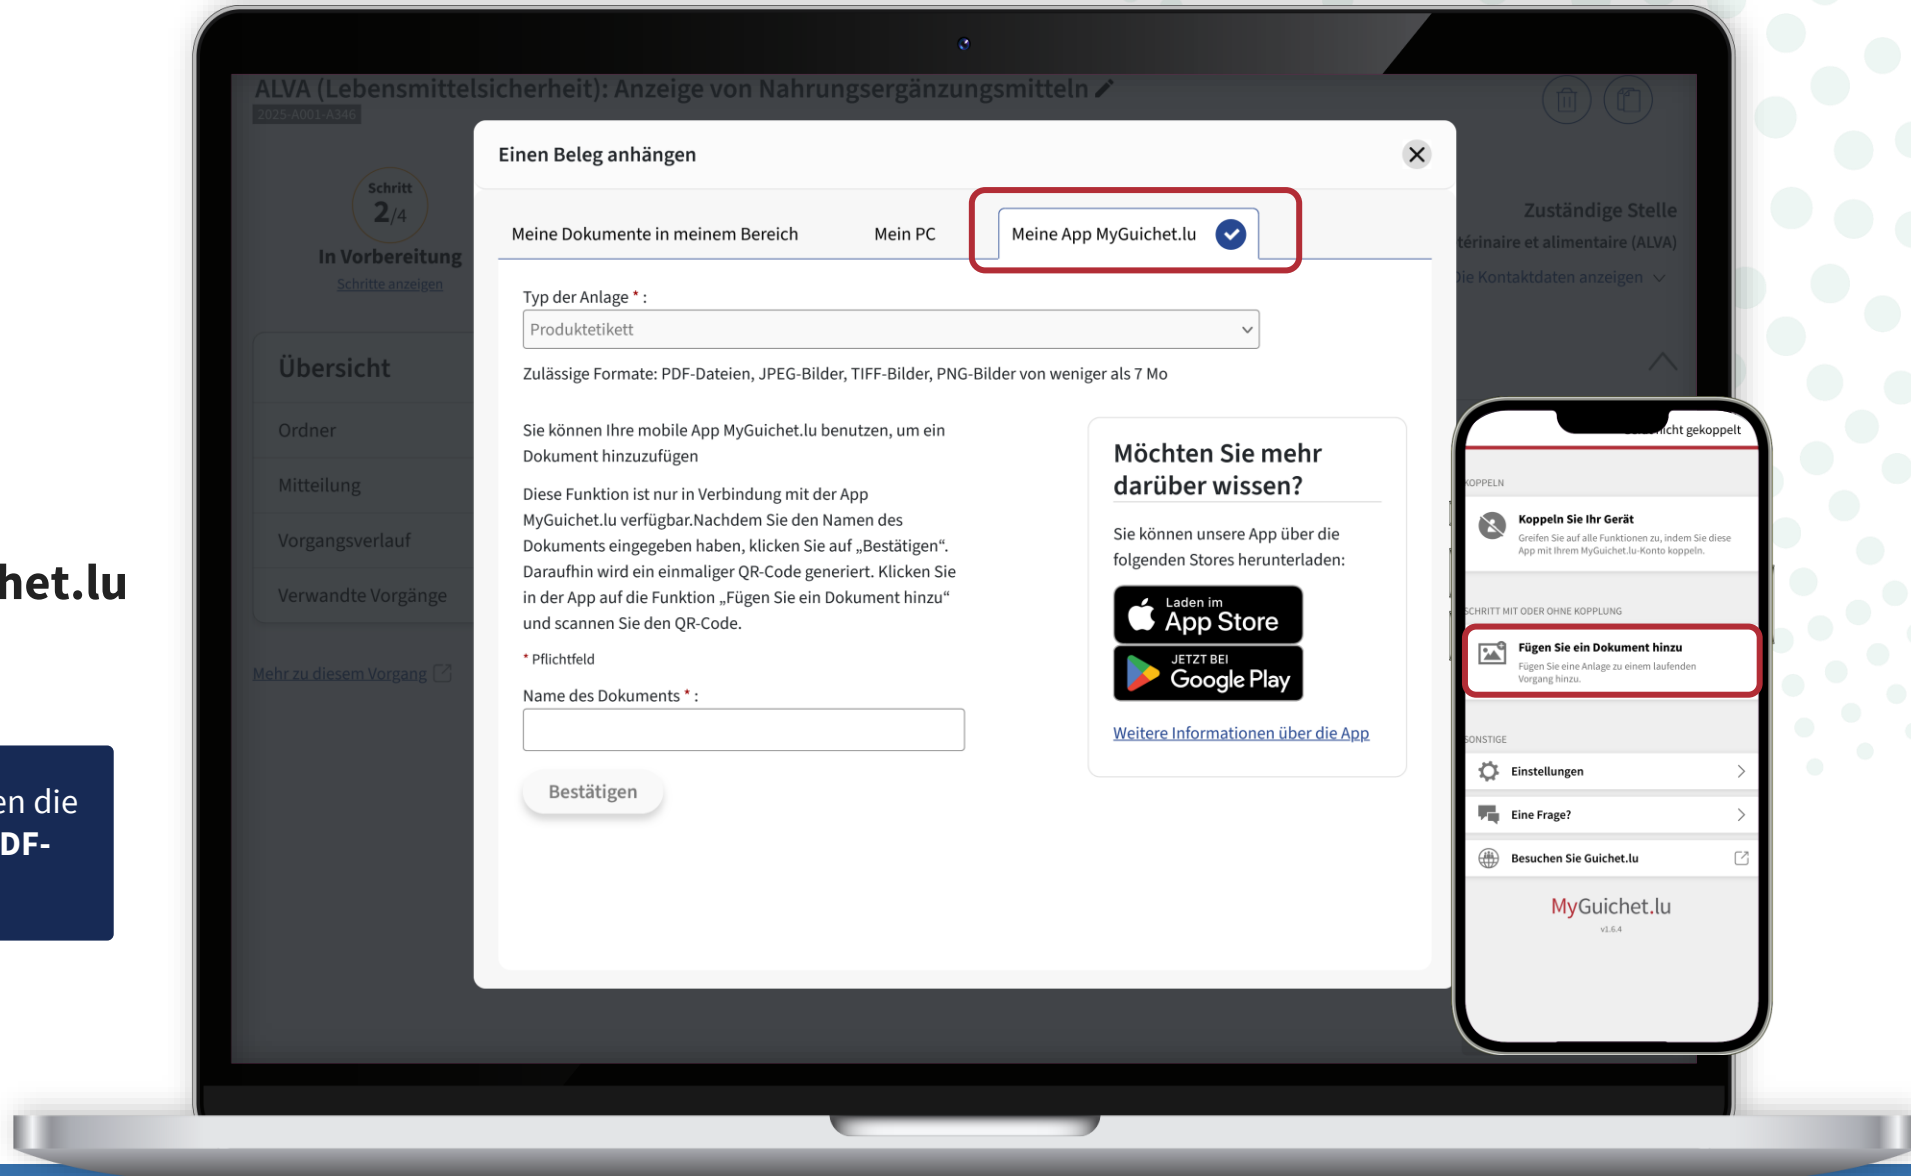 het.lu
en die
DF-
ALVA (Lebensmittelsicherheit): Anzeige von Nahrungsergänzungsmitteln
2025-A001-A346
Schritt
2/4
In Vorbereitung
Schritte anzeigen
Übersicht
Ordner
Mitteilung
Vorgangsverlauf
Verwandte Vorgänge
Mehr zu diesem Vorgang
Zuständige Stelle
térinaire et alimentaire (ALVA)
Die Kontaktdaten anzeigen
Einen Beleg anhängen
Meine Dokumente in meinem Bereich
Mein PC
Meine App MyGuichet.lu
Typ der Anlage * :
Produktetikett
Zulässige Formate: PDF-Dateien, JPEG-Bilder, TIFF-Bilder, PNG-Bilder von weniger als 7 Mo
Sie können Ihre mobile App MyGuichet.lu benutzen, um ein
Dokument hinzuzufügen
Diese Funktion ist nur in Verbindung mit der App
MyGuichet.lu verfügbar.Nachdem Sie den Namen des
Dokuments eingegeben haben, klicken Sie auf „Bestätigen“.
Daraufhin wird ein einmaliger QR-Code generiert. Klicken Sie
in der App auf die Funktion „Fügen Sie ein Dokument hinzu“
und scannen Sie den QR-Code.
* Pflichtfeld
Name des Dokuments * :
Bestätigen
Möchten Sie mehr
darüber wissen?
Sie können unsere App über die
folgenden Stores herunterladen:
Laden im
App Store
JETZT BEI
Google Play
Weitere Informationen über die App
nicht gekoppelt
KOPPELN
Koppeln Sie Ihr Gerät
Greifen Sie auf alle Funktionen zu, indem Sie diese
App mit Ihrem MyGuichet.lu-Konto koppeln.
SCHRITT MIT ODER OHNE KOPPLUNG
Fügen Sie ein Dokument hinzu
Fügen Sie eine Anlage zu einem laufenden
Vorgang hinzu.
SONSTIGE
Einstellungen
Eine Frage?
Besuchen Sie Guichet.lu
MyGuichet.lu
v1.6.4